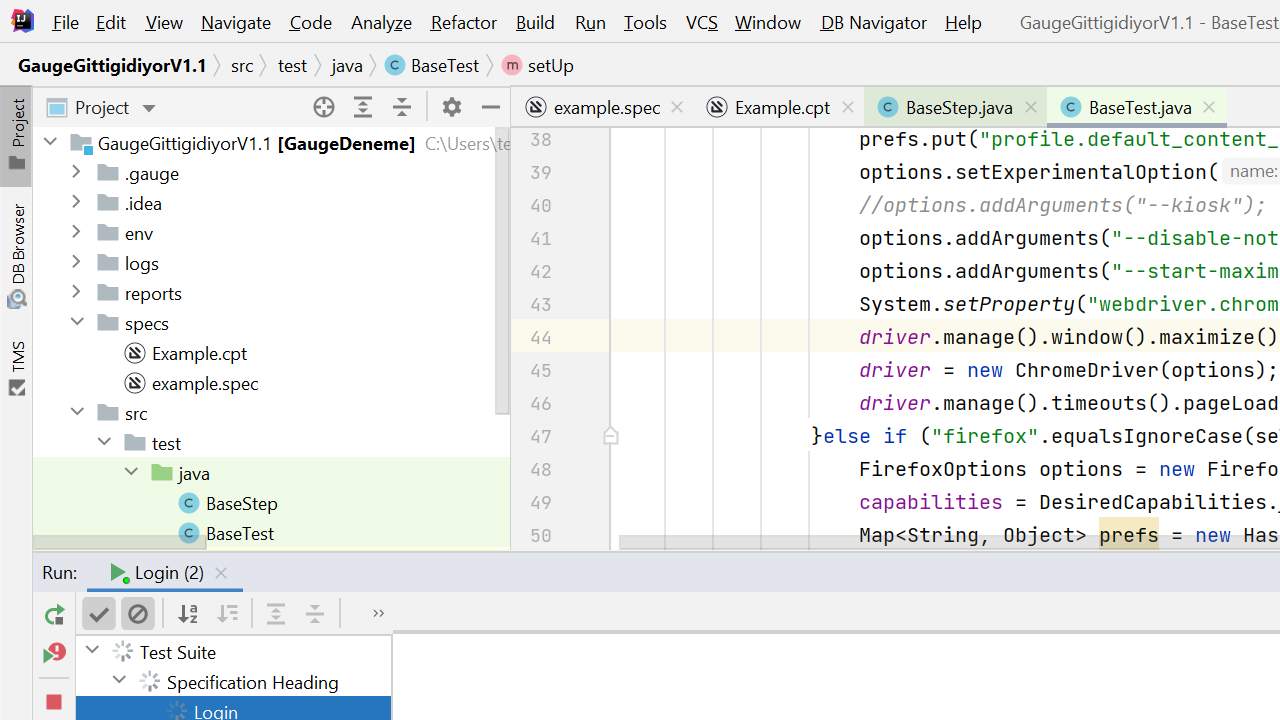 File Edit View Navigate Code Analyze Refactor Build Run Tools VCS Window DB Navigator Help GaugeGittigidiyorV1.1 - BaseTest
GaugeGittigidiyorV1.1 src test java C BaseTest m setUp
Project
DB Browser
TMS
Project
example.spec Example.cpt C BaseStep.java C BaseTest.java
GaugeGittigidiyorV1.1 [GaugeDeneme] C:\Users\te
.gauge
.idea
env
logs
reports
specs
Example.cpt
example.spec
src
test
java
C BaseStep
C BaseTest
38 prefs.put("profile.default_content_
39 options.setExperimentalOption( name:
40 //options.addArguments("--kiosk");
41 options.addArguments("--disable-not
42 options.addArguments("--start-maxim
43 System.setProperty("webdriver.chrom
44 driver.manage().window().maximize()
45 driver = new ChromeDriver(options);
46 driver.manage().timeouts().pageLoad
47 }else if ("firefox".equalsIgnoreCase(se
48 FirefoxOptions options = new Firefo
49 capabilities = DesiredCapabilities.
50 Map<String, Object> prefs = new Has
Run: Login (2)
Test Suite
Specification Heading
Login